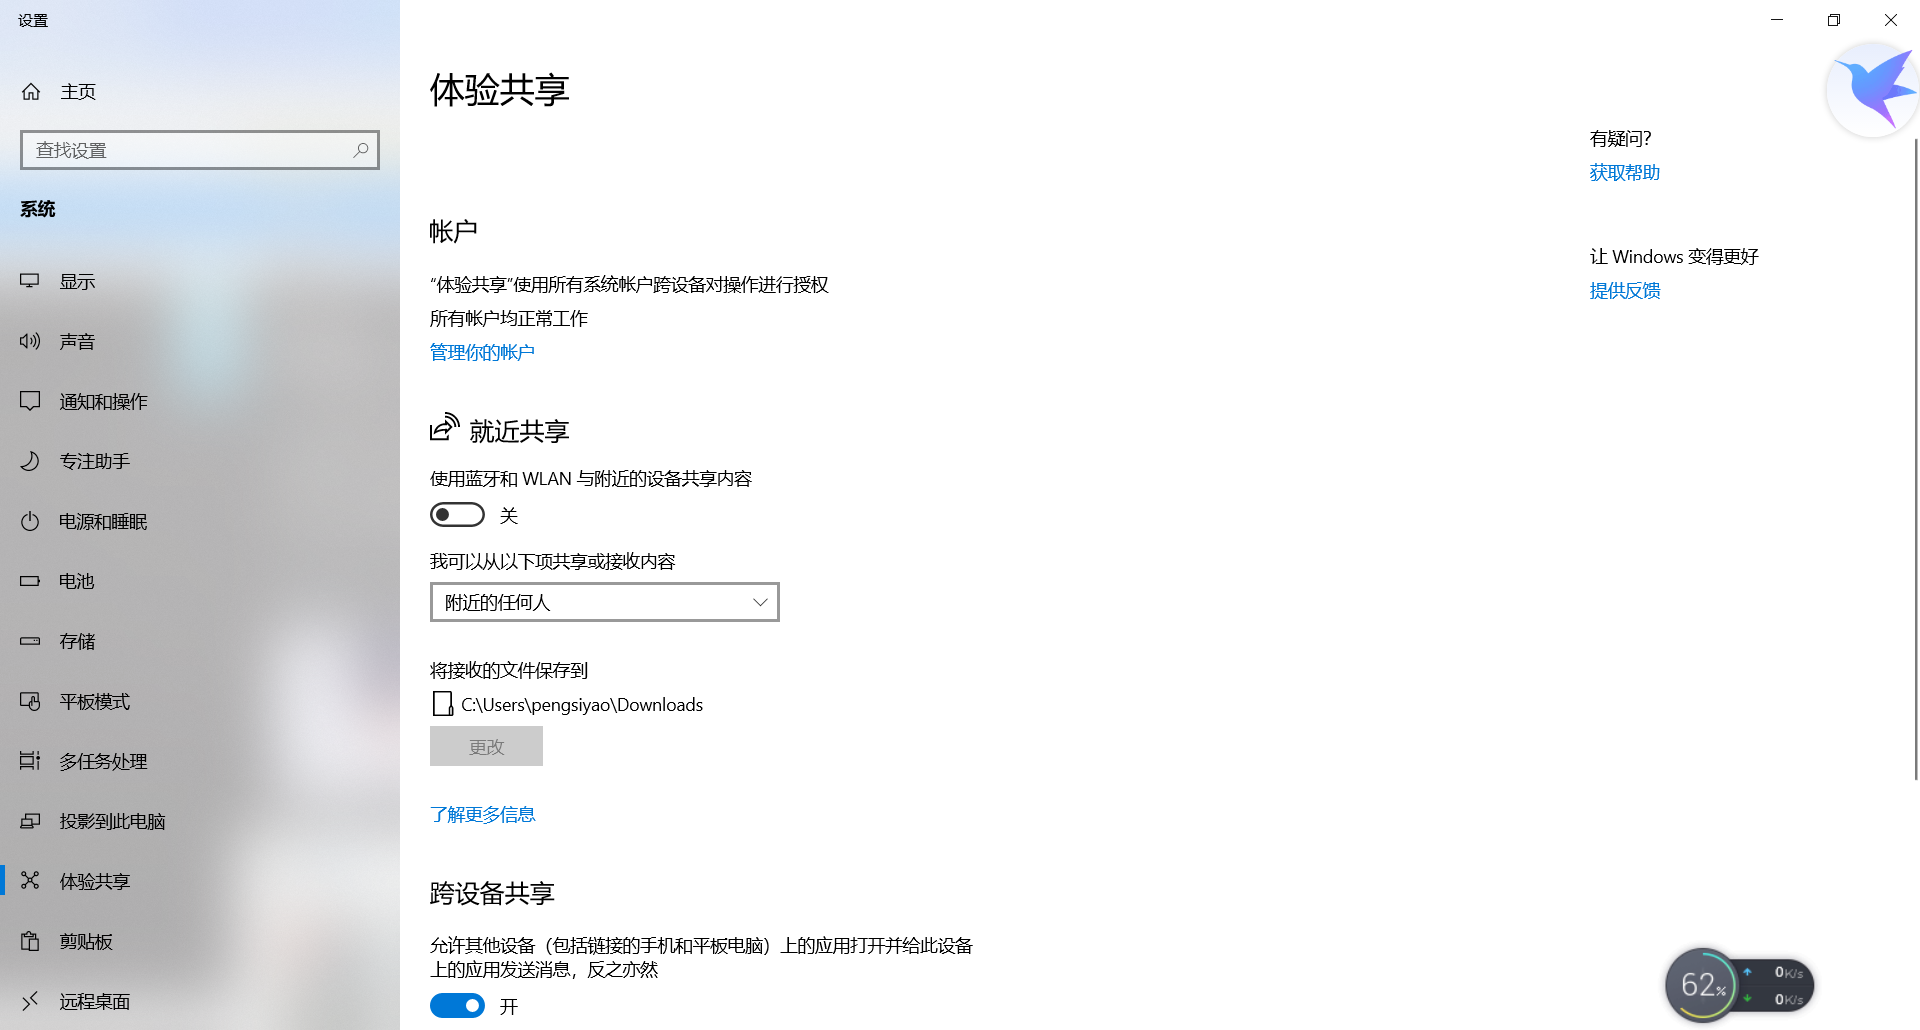 设置
主页
查找设置
系统
显示
声音
通知和操作
专注助手
电源和睡眠
电池
存储
平板模式
多任务处理
投影到此电脑
体验共享
剪贴板
远程桌面
体验共享
帐户
“体验共享”使用所有系统帐户跨设备对操作进行授权
所有帐户均正常工作
管理你的帐户
就近共享
使用蓝牙和 WLAN 与附近的设备共享内容
关
我可以从以下项共享或接收内容
附近的任何人
将接收的文件保存到
C:\Users\pengsiyao\Downloads
更改
了解更多信息
跨设备共享
允许其他设备（包括链接的手机和平板电脑）上的应用打开并给此设备
上的应用发送消息，反之亦然
开
有疑问?
获取帮助
让 Windows 变得更好
提供反馈
62%
0K/s
0K/s